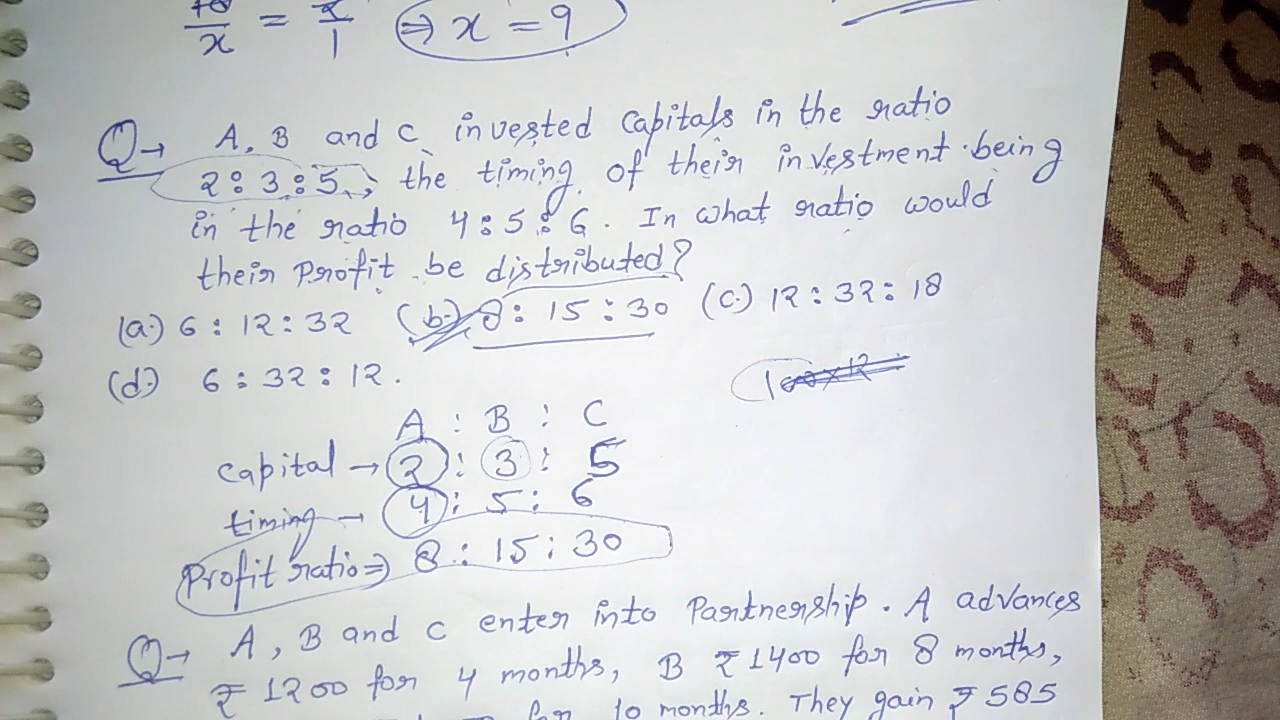 x = 1 ⇒ x = 9
Q→ A, B and C invested capitals in the ratio
2:3:5, the timing of their investment being
in the ratio 4:5:6. In what ratio would
their Profit be distributed?
(a.) 6 : 12 : 32 (b.) 8 : 15 : 30 (c.) 12 : 32 : 18
(d.) 6 : 32 : 12.
A : B : C
capital → 2 : 3 : 5
timing → 4 : 5 : 6
Profit ratio ⇒ 8 : 15 : 30
Q→ A, B and C enter into Partnership. A advances
₹ 1200 for 4 months, B ₹ 1400 for 8 months,
for 10 months. They gain ₹ 585